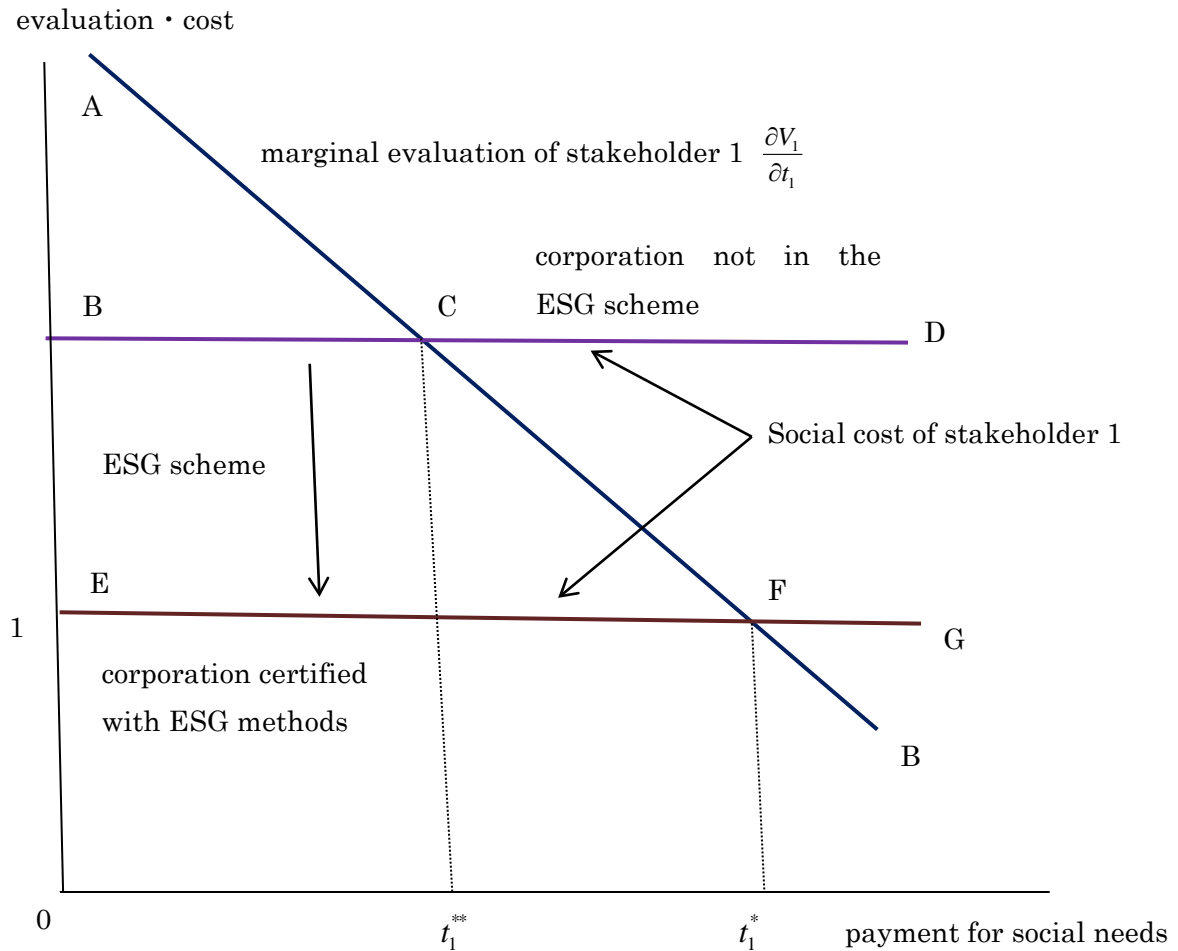 evaluation・cost
A
marginal evaluation of stakeholder 1 ∂V₁/∂t₁
corporation not in the
ESG scheme
B
C
D
Social cost of stakeholder 1
ESG scheme
E
F
1
G
corporation certified
with ESG methods
B
0
t₁**
t₁*
payment for social needs